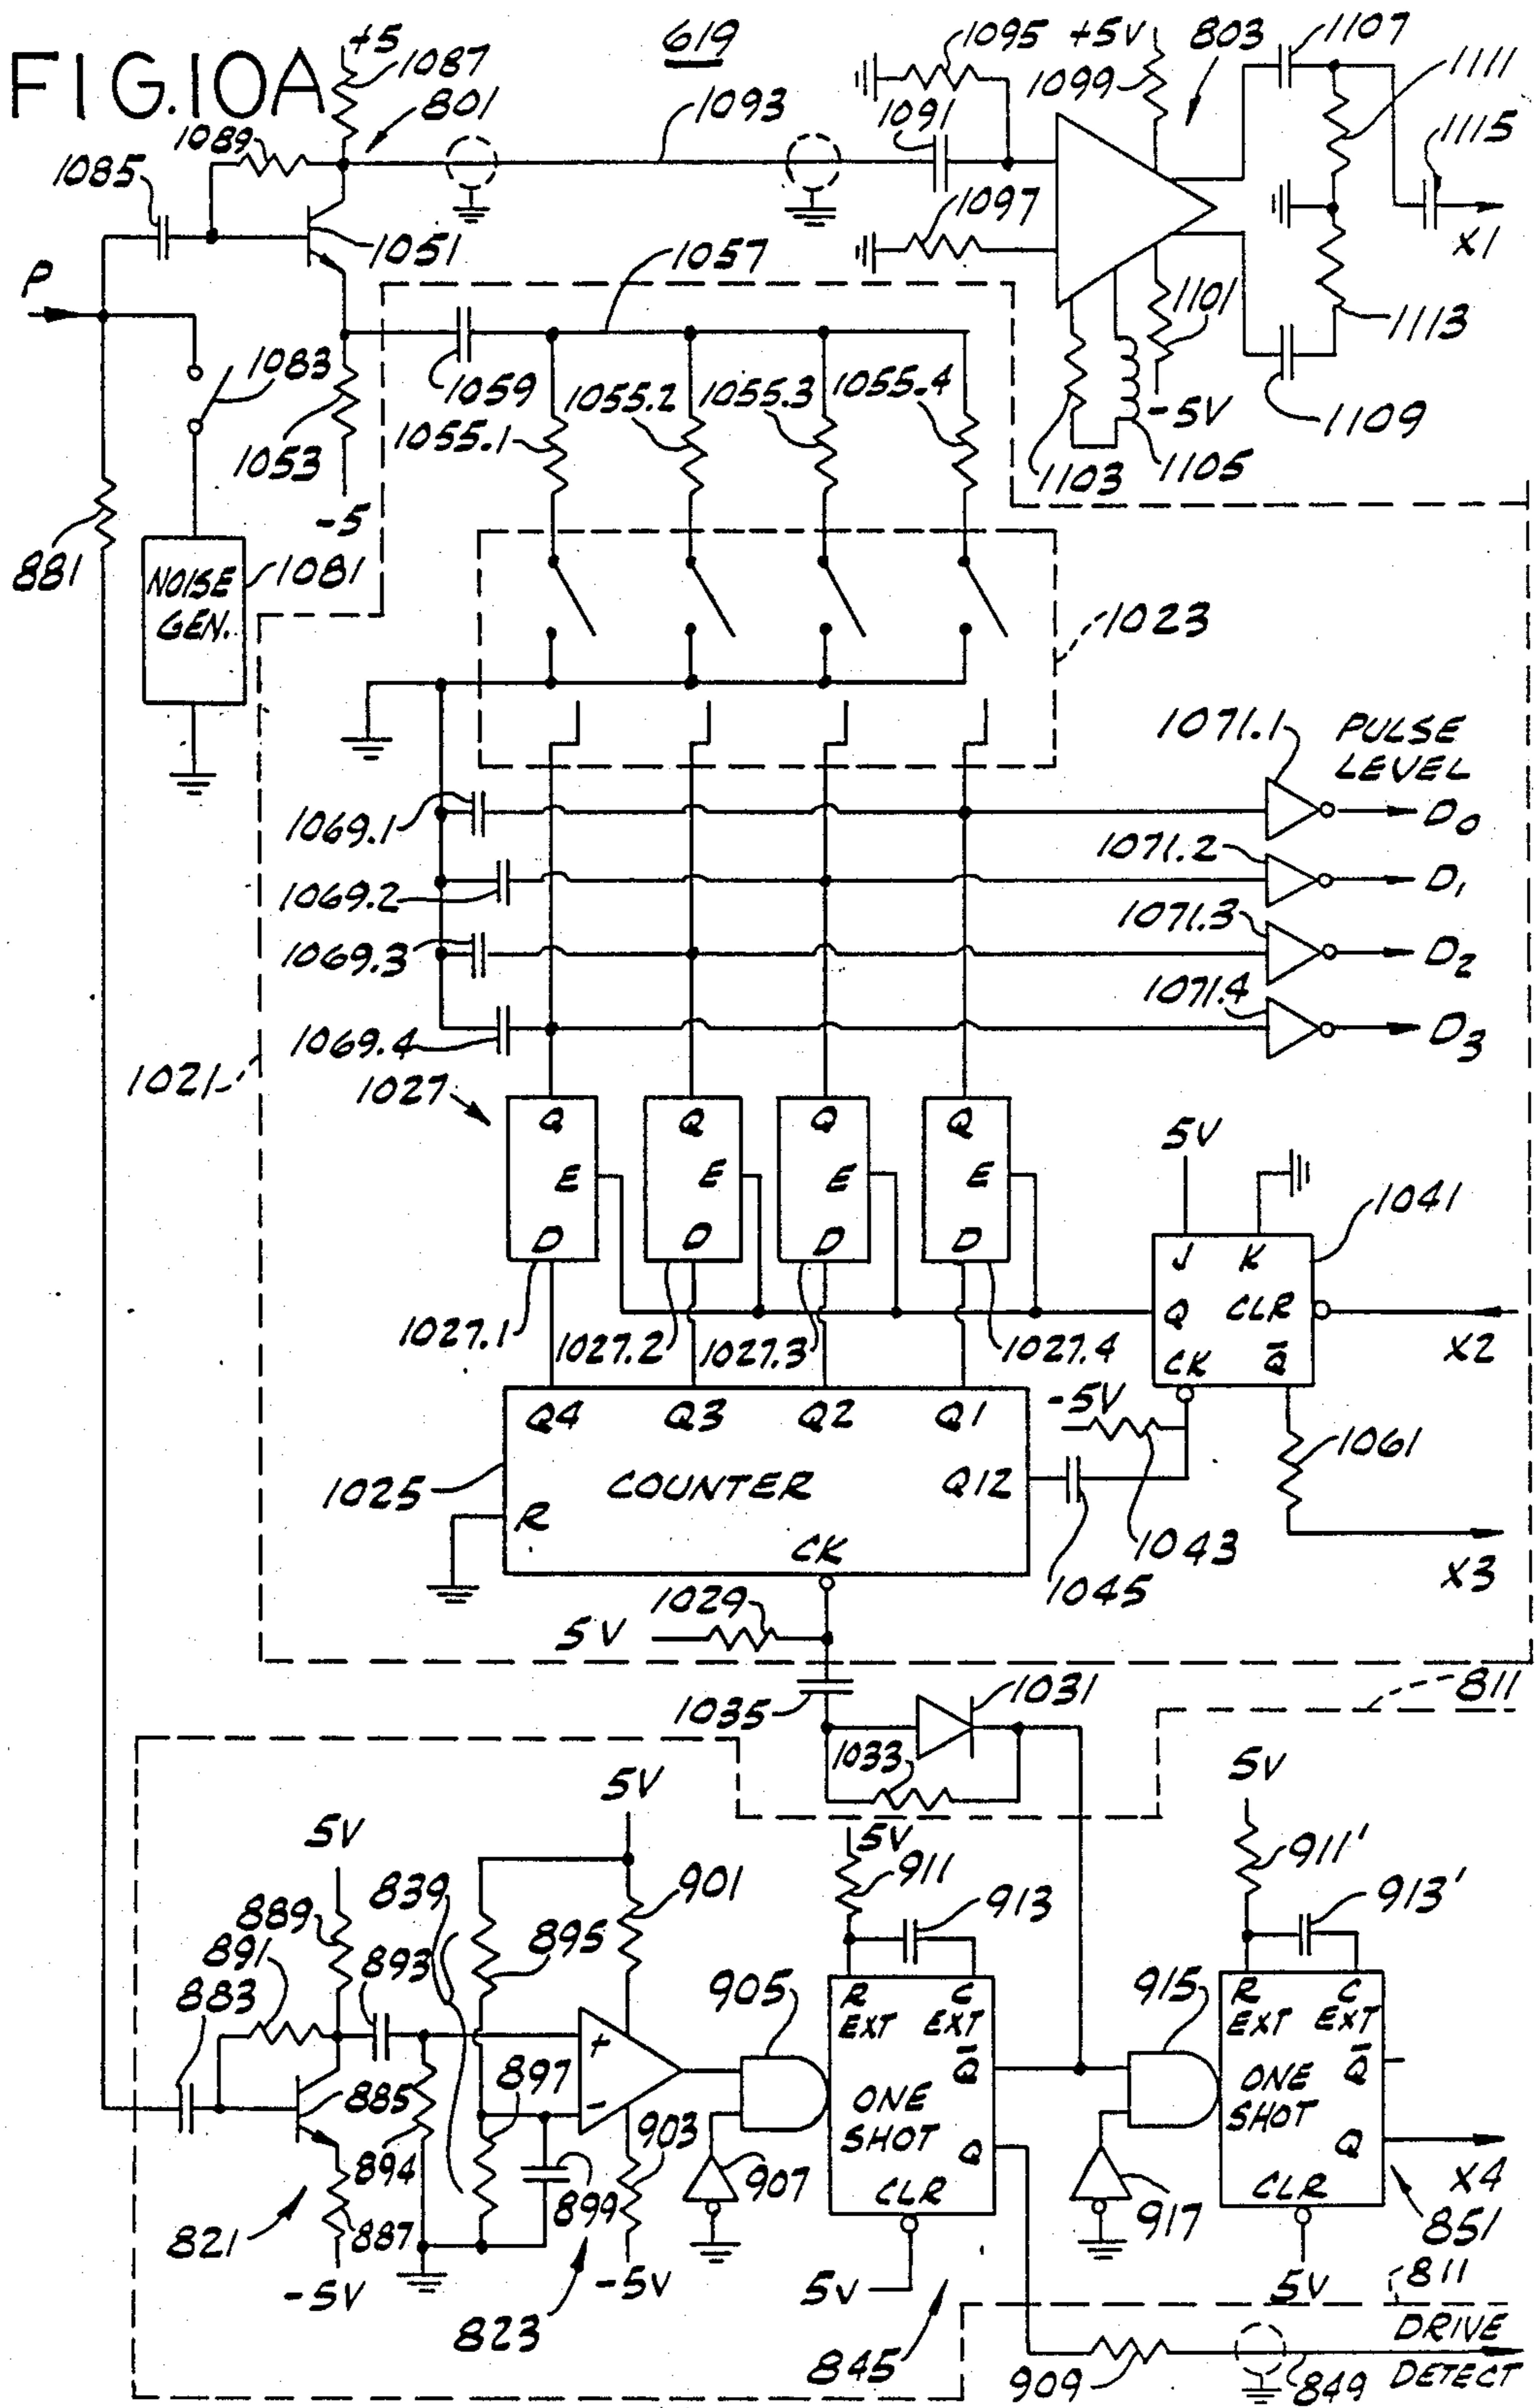 FIG.10A
619
+5
1087
801
1089
1085
1093
1095
+5V
1099
803
1107
1111
1115
1091
1097
X1
1051
P
1057
1101
1113
1083
1059
1055.1
1055.2
1055.3
1055.4
-5V
1109
1053
-5
1103
1105
881
NOISE
GEN.
1081
1023
1071.1
PULSE
LEVEL
1069.1
D0
1071.2
1069.2
D1
1071.3
1069.3
D2
1071.4
1069.4
D3
1021
1027
Q Q Q Q
E E E E
D D D D
5V
1041
J K
Q CLR
CK Q̅
X2
1027.1
1027.2
1027.3
1027.4
-5V
Q4 Q3 Q2 Q1
1025
COUNTER
Q12
R
CK
1061
1043
1045
X3
1029
5V
1035
1031
811
1033
5V
5V
5V
5V
911
911'
839
901
889
913
913'
891
893
895
883
905
915
R EXT
C EXT
R EXT
C EXT
+
-
885
897
Q̅
ONE
SHOT
Q
CLR
Q̅
ONE
SHOT
Q
CLR
894
903
X4
887
899
907
917
821
851
-5V
-5V
823
5V
5V
811
845
DRIVE
DETECT
909
849